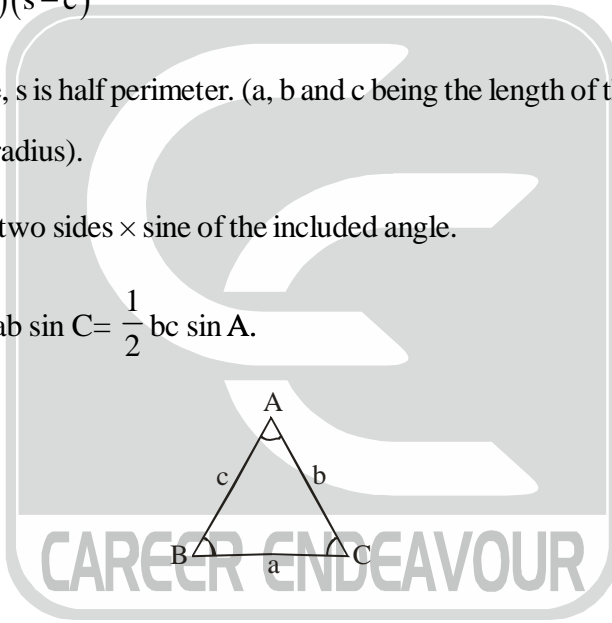 )(s – c)
, s is half perimeter. (a, b and c being the length of t
radius).
two sides × sine of the included angle.
ab sin C= 1/2 bc sin A.
A
c b
B C
a
CAREER ENDEAVOUR